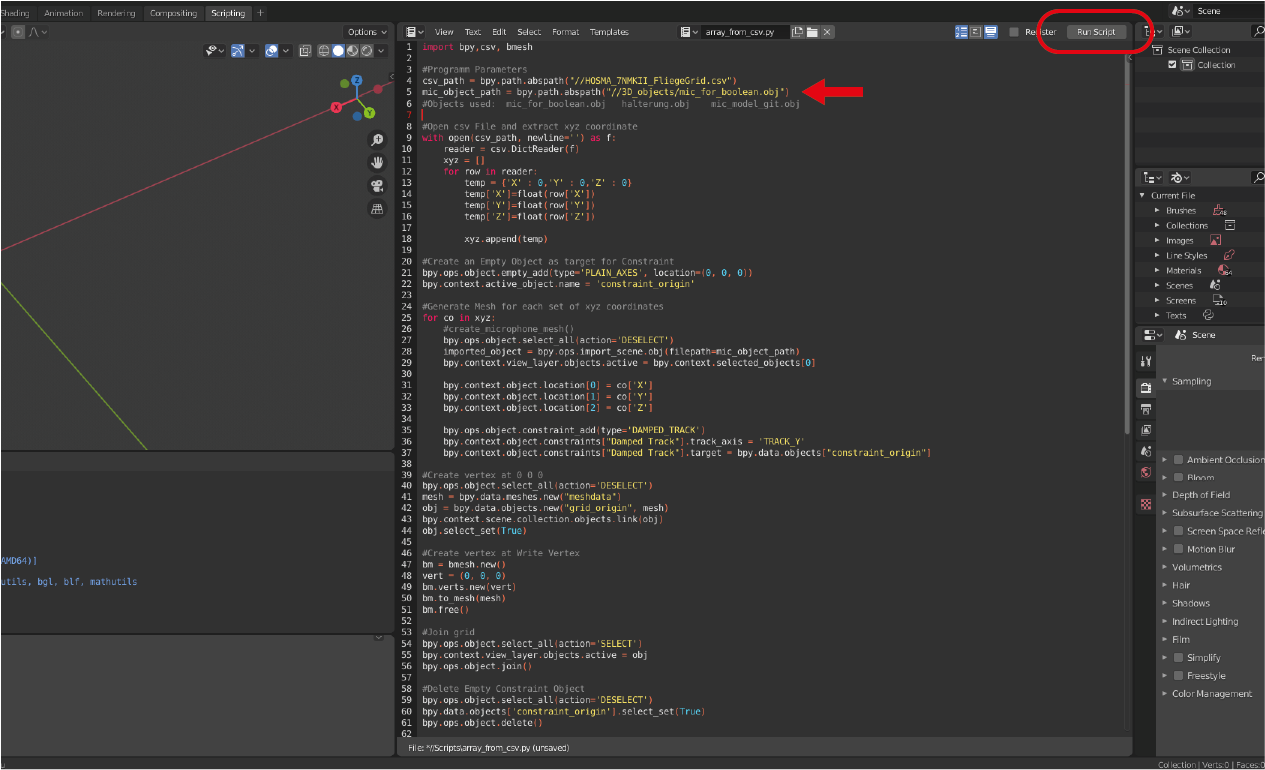 Shading Animation Rendering Compositing Scripting +
Scene
Options
View Text Edit Select Format Templates
array_from_csv.py
Register
Run Script
1 import bpy,csv, bmesh
2
3 #Programm Parameters
4 csv_path = bpy.path.abspath("//HOSMA_7NMKII_FliegeGrid.csv")
5 mic_object_path = bpy.path.abspath("//3D_objects/mic_for_boolean.obj")
6 #Objects used: mic_for_boolean.obj halterung.obj mic_model_git.obj
7
8 #Open csv File and extract xyz coordinate
9 with open(csv_path, newline='') as f:
10 reader = csv.DictReader(f)
11 xyz = []
12 for row in reader:
13 temp = {'X' : 0,'Y' : 0,'Z' : 0}
14 temp['X']=float(row['X'])
15 temp['Y']=float(row['Y'])
16 temp['Z']=float(row['Z'])
17
18 xyz.append(temp)
19
20 #Create an Empty Object as target for Constraint
21 bpy.ops.object.empty_add(type='PLAIN_AXES', location=(0, 0, 0))
22 bpy.context.active_object.name = 'constraint_origin'
23
24 #Generate Mesh for each set of xyz coordinates
25 for co in xyz:
26 #create_microphone_mesh()
27 bpy.ops.object.select_all(action='DESELECT')
28 imported_object = bpy.ops.import_scene.obj(filepath=mic_object_path)
29 bpy.context.view_layer.objects.active = bpy.context.selected_objects[0]
30
31 bpy.context.object.location[0] = co['X']
32 bpy.context.object.location[1] = co['Y']
33 bpy.context.object.location[2] = co['Z']
34
35 bpy.ops.object.constraint_add(type='DAMPED_TRACK')
36 bpy.context.object.constraints["Damped Track"].track_axis = 'TRACK_Y'
37 bpy.context.object.constraints["Damped Track"].target = bpy.data.objects["constraint_origin"]
38
39 #Create vertex at 0 0 0
40 bpy.ops.object.select_all(action='DESELECT')
41 mesh = bpy.data.meshes.new("meshdata")
42 obj = bpy.data.objects.new("grid_origin", mesh)
43 bpy.context.scene.collection.objects.link(obj)
44 obj.select_set(True)
45
46 #Create vertex at Write Vertex
47 bm = bmesh.new()
48 vert = (0, 0, 0)
49 bm.verts.new(vert)
50 bm.to_mesh(mesh)
51 bm.free()
52
53 #Join grid
54 bpy.ops.object.select_all(action='SELECT')
55 bpy.context.view_layer.objects.active = obj
56 bpy.ops.object.join()
57
58 #Delete Empty Constraint Object
59 bpy.ops.object.select_all(action='DESELECT')
60 bpy.data.objects['constraint_origin'].select_set(True)
61 bpy.ops.object.delete()
62
File: *//Scripts\array_from_csv.py (unsaved)
Z
X
Y
AMD64)]
utils, bgl, blf, mathutils
Scene Collection
Collection
Current File
Brushes 48
Collections
Images
Line Styles
Materials 64
Scenes
Screens 10
Texts
Scene
Ren
Sampling
Ambient Occlusion
Bloom
Depth of Field
Subsurface Scattering
Screen Space Refle
Motion Blur
Volumetrics
Hair
Shadows
Indirect Lighting
Film
Simplify
Freestyle
Color Management
Collection | Verts:0 | Faces:0